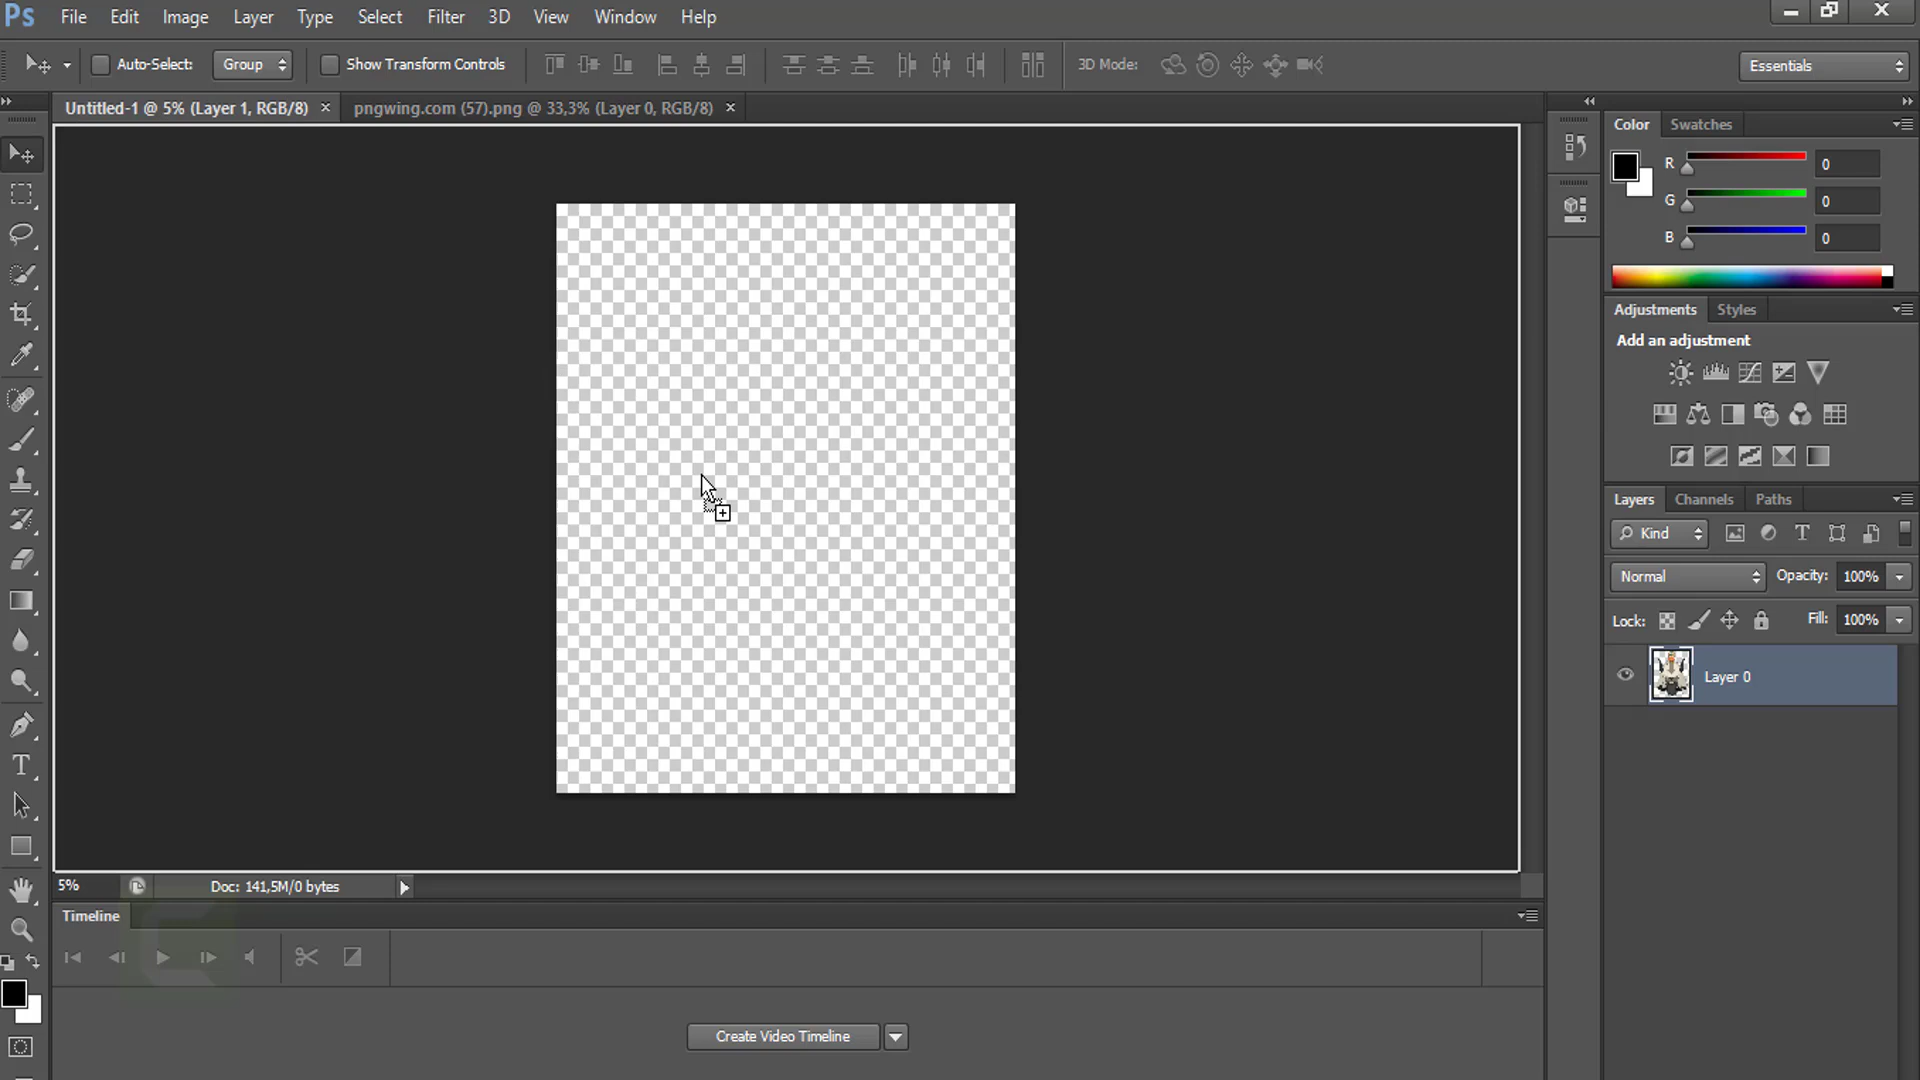 Ps File Edit Image Layer Type Select Filter 3D View Window Help
Auto-Select: Group Show Transform Controls 3D Mode: Essentials
Untitled-1 @ 5% (Layer 1, RGB/8) × pngwing.com (57).png @ 33,3% (Layer 0, RGB/8) ×
Color Swatches
R 0
G 0
B 0
Adjustments Styles
Add an adjustment
Layers Channels Paths
Kind T
Normal Opacity: 100%
Lock: Fill: 100%
Layer 0
T
5% Doc: 141,5M/0 bytes
Timeline
Create Video Timeline